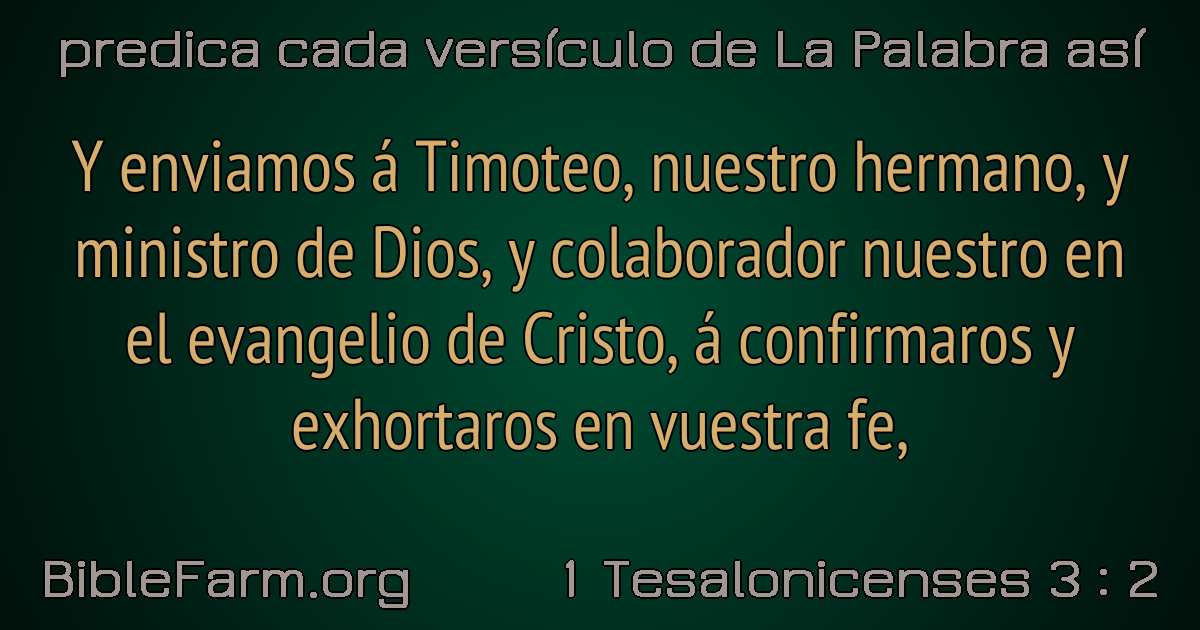 predica cada versículo de La Palabra así
Y enviamos á Timoteo, nuestro hermano, y
ministro de Dios, y colaborador nuestro en
el evangelio de Cristo, á confirmaros y
exhortaros en vuestra fe,
BibleFarm.org
1 Tesalonicenses 3 : 2